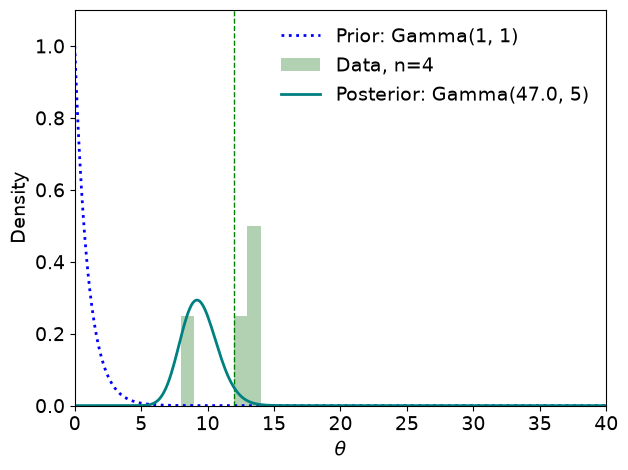 Prior: Gamma(1, 1)
Data, n=4
Posterior: Gamma(47.0, 5)
Density
1.0
0.8
0.6
0.4
0.2
0.0
0 5 10 15 20 25 30 35 40
θ